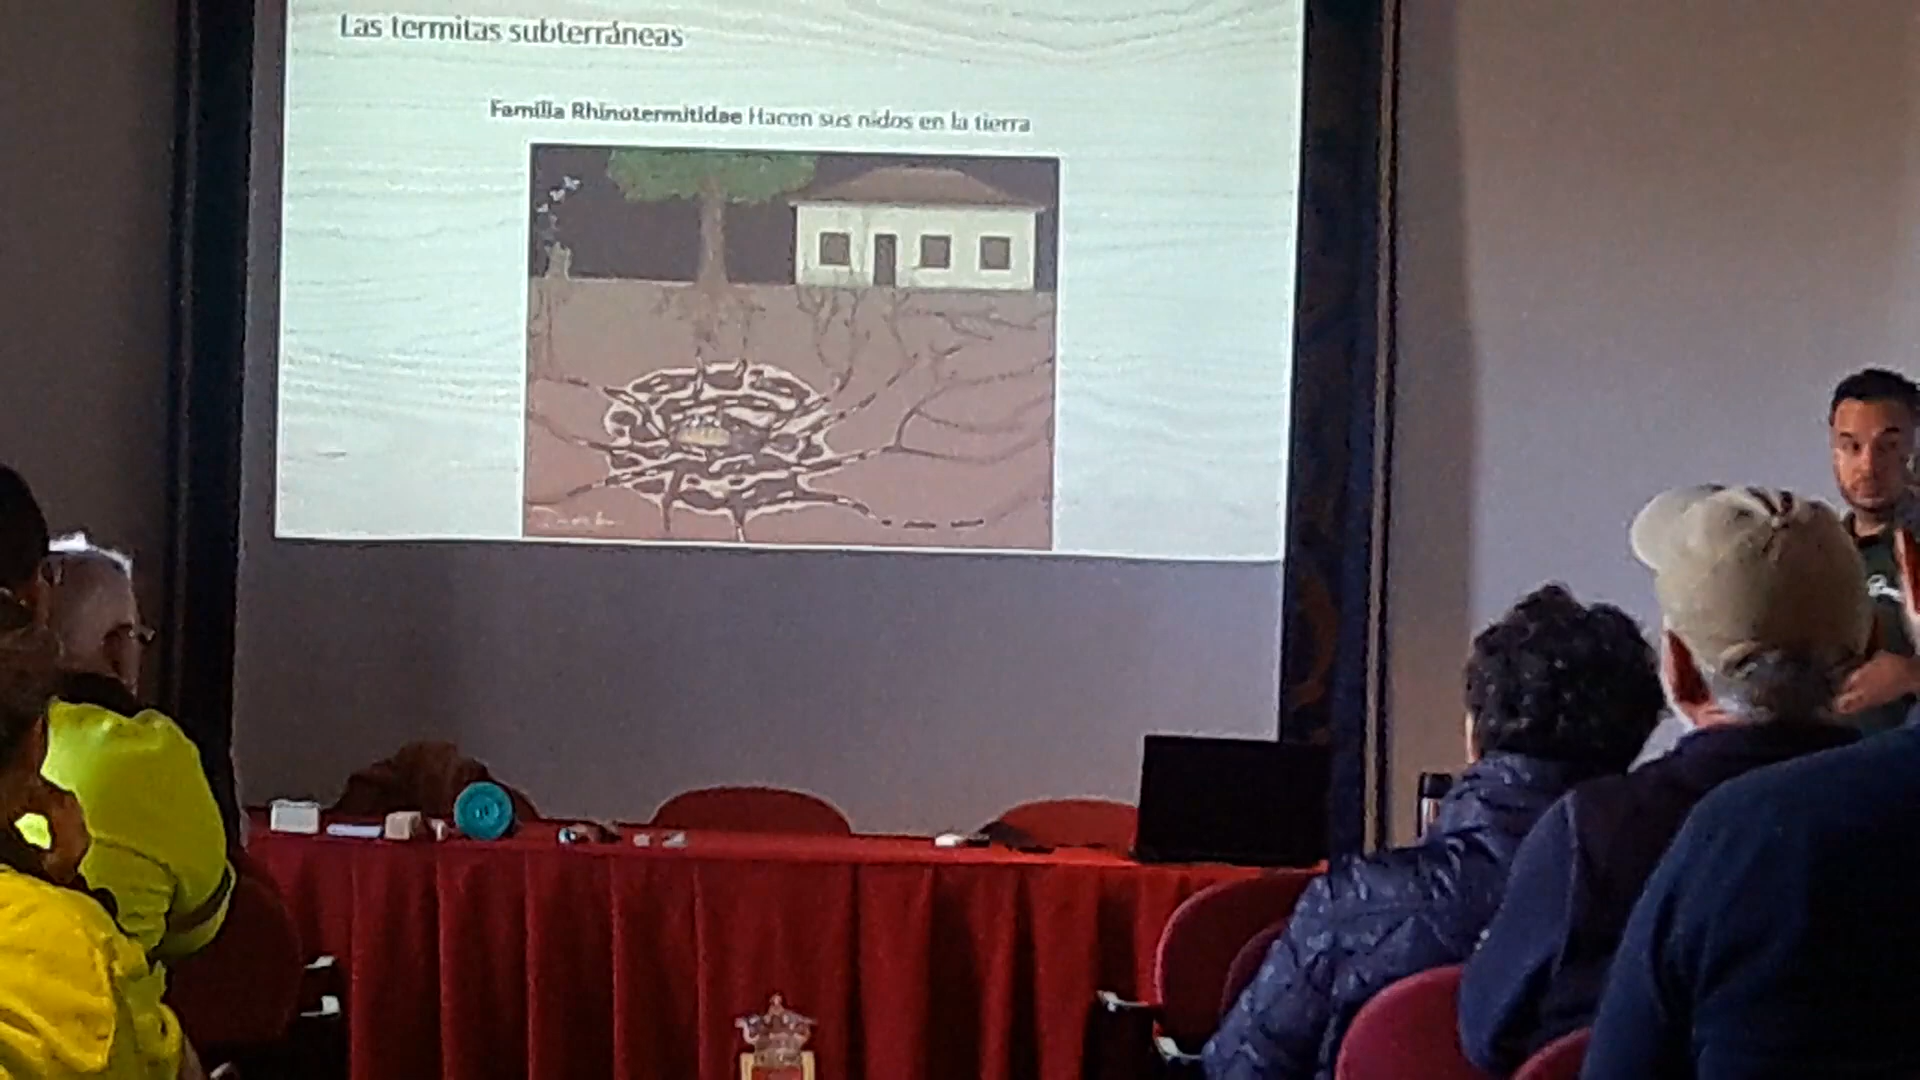 Las termitas subterráneas
Familia Rhinotermitidae Hacen sus nidos en la tierra